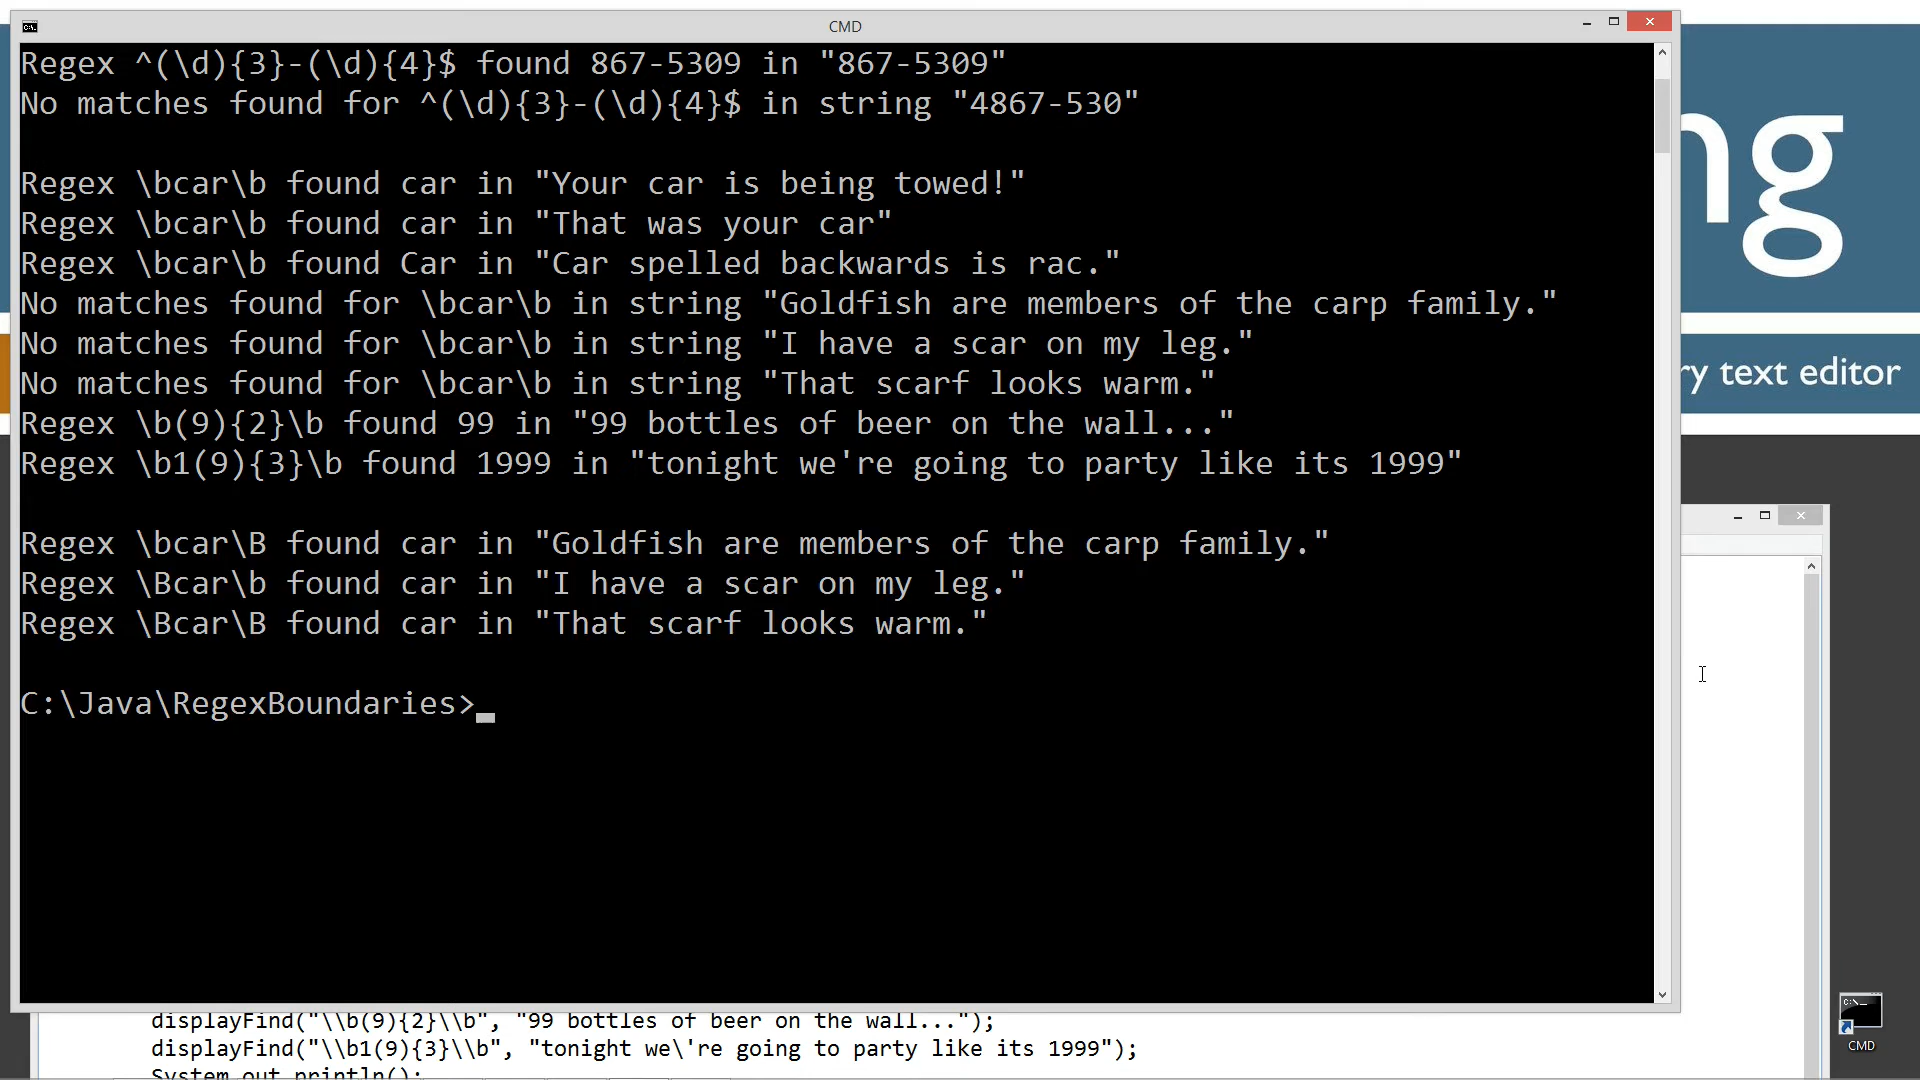 CMD
Regex ^(\d){3}-(\d){4}$ found 867-5309 in "867-5309"
No matches found for ^(\d){3}-(\d){4}$ in string "4867-530"
Regex \bcar\b found car in "Your car is being towed!"
Regex \bcar\b found car in "That was your car"
Regex \bcar\b found Car in "Car spelled backwards is rac."
No matches found for \bcar\b in string "Goldfish are members of the carp family."
No matches found for \bcar\b in string "I have a scar on my leg."
No matches found for \bcar\b in string "That scarf looks warm."
Regex \b(9){2}\b found 99 in "99 bottles of beer on the wall..."
Regex \b1(9){3}\b found 1999 in "tonight we're going to party like its 1999"
Regex \bcar\B found car in "Goldfish are members of the carp family."
Regex \Bcar\b found car in "I have a scar on my leg."
Regex \Bcar\B found car in "That scarf looks warm."
C:\Java\RegexBoundaries>
ng
ry text editor
displayFind("\\b(9){2}\\b", "99 bottles of beer on the wall...");
displayFind("\\b1(9){3}\\b", "tonight we\'re going to party like its 1999");
System.out.println();
CMD